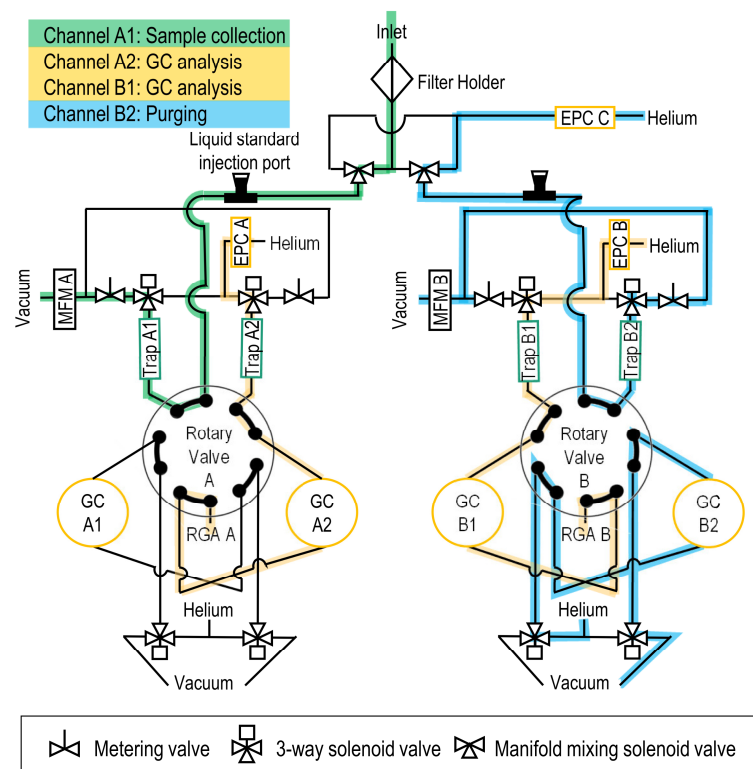 Channel A1: Sample collection
Channel A2: GC analysis
Channel B1: GC analysis
Channel B2: Purging
Inlet
Filter Holder
EPC C
Helium
Liquid standard
injection port
EPC A
Helium
EPC B
Helium
Vacuum
MFM A
Trap A1
Trap A2
Vacuum
MFM B
Trap B1
Trap B2
Rotary
Valve
A
Rotary
Valve
B
GC
A1
GC
A2
GC
B1
GC
B2
RGA A
RGA B
Helium
Helium
Vacuum
Vacuum
Metering valve
3-way solenoid valve
Manifold mixing solenoid valve